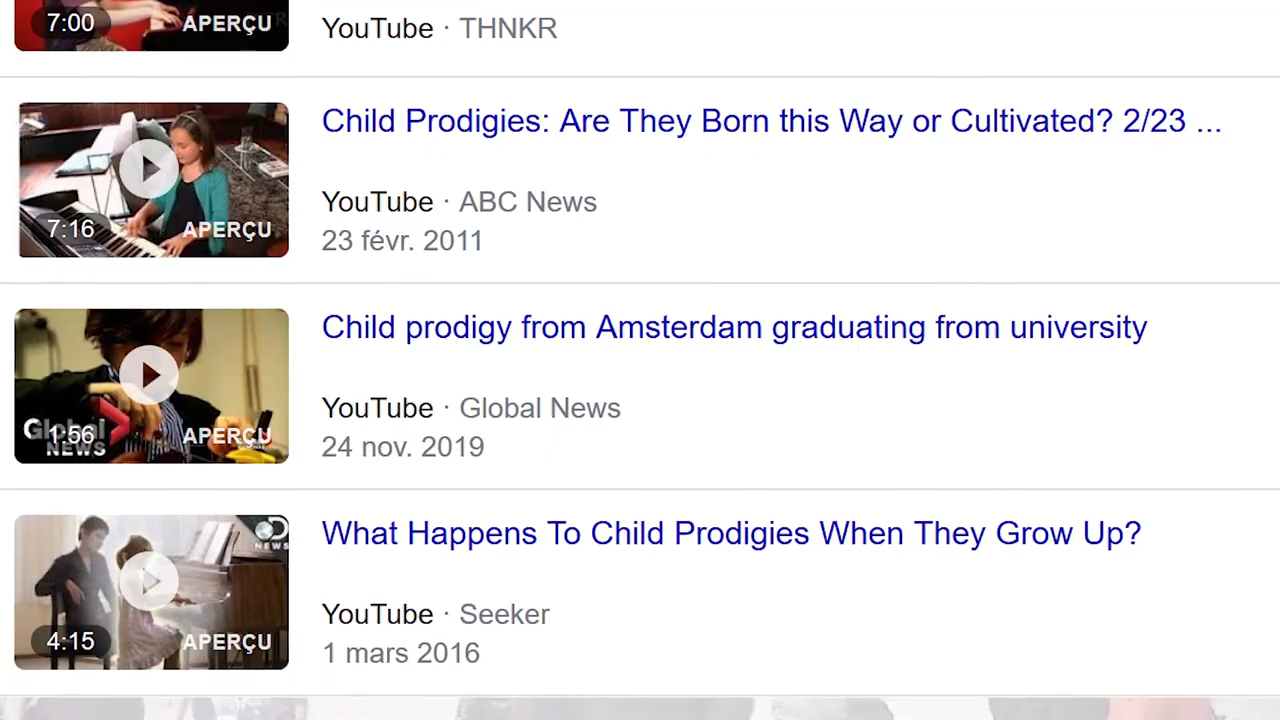 7:00
APERÇU
YouTube · THNKR
Child Prodigies: Are They Born this Way or Cultivated? 2/23 ...
7:16
APERÇU
YouTube · ABC News
23 févr. 2011
Child prodigy from Amsterdam graduating from university
Global
NEWS
1:56
APERÇU
YouTube · Global News
24 nov. 2019
What Happens To Child Prodigies When They Grow Up?
D
NEWS
4:15
APERÇU
YouTube · Seeker
1 mars 2016